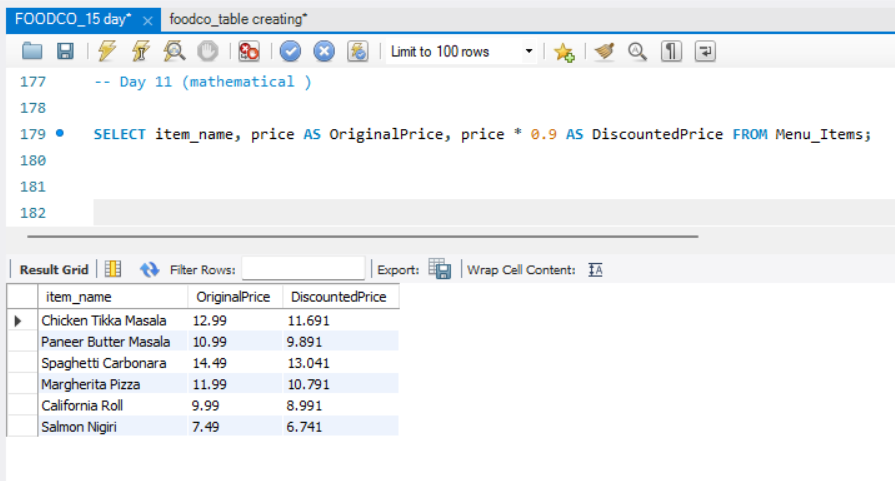 FOODCO_15 day* × foodco_table creating*
Limit to 100 rows
177 -- Day 11 (mathematical )
178
179 SELECT item_name, price AS OriginalPrice, price * 0.9 AS DiscountedPrice FROM Menu_Items;
180
181
182
Result Grid Filter Rows: Export: Wrap Cell Content: IA
item_name OriginalPrice DiscountedPrice
Chicken Tikka Masala 12.99 11.691
Paneer Butter Masala 10.99 9.891
Spaghetti Carbonara 14.49 13.041
Margherita Pizza 11.99 10.791
California Roll 9.99 8.991
Salmon Nigiri 7.49 6.741